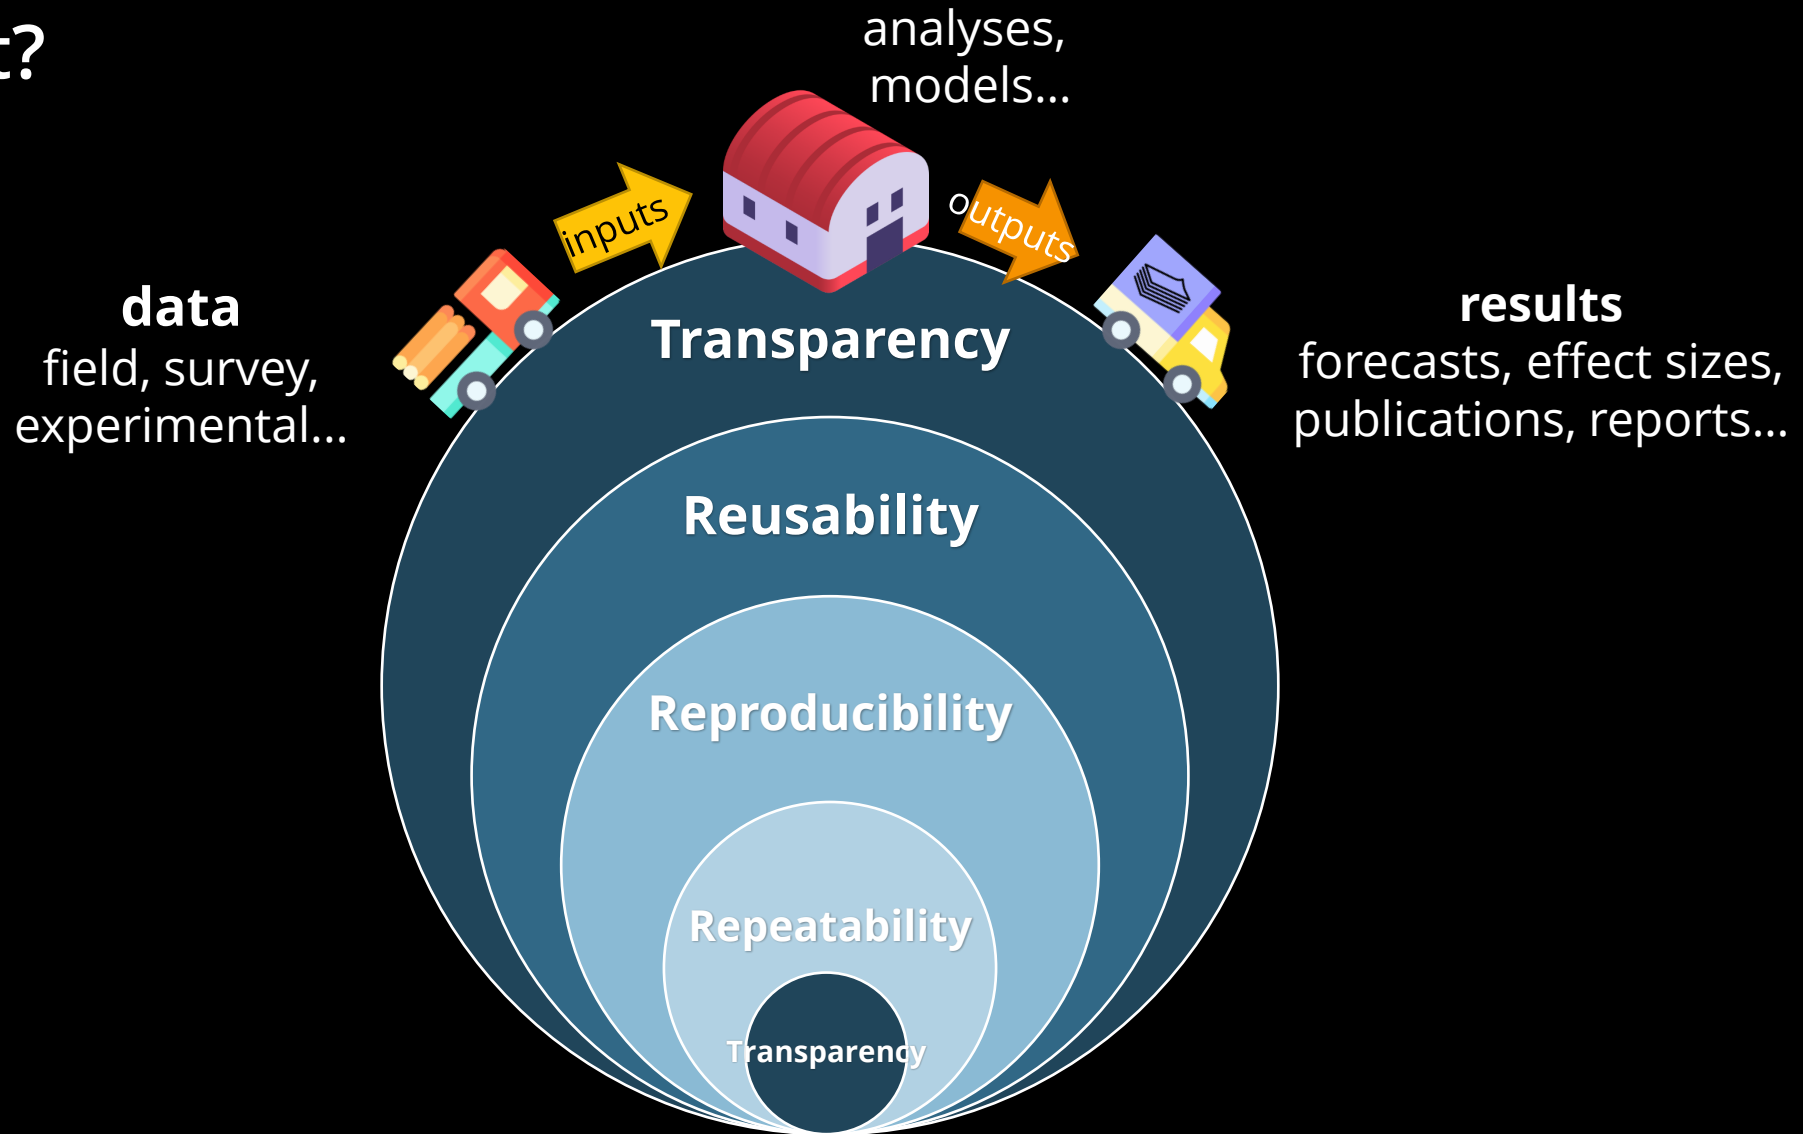 t?
analyses,
models...
inputs
outputs
data
field, survey,
experimental...
results
forecasts, effect sizes,
publications, reports...
Transparency
Reusability
Reproducibility
Repeatability
Transparency